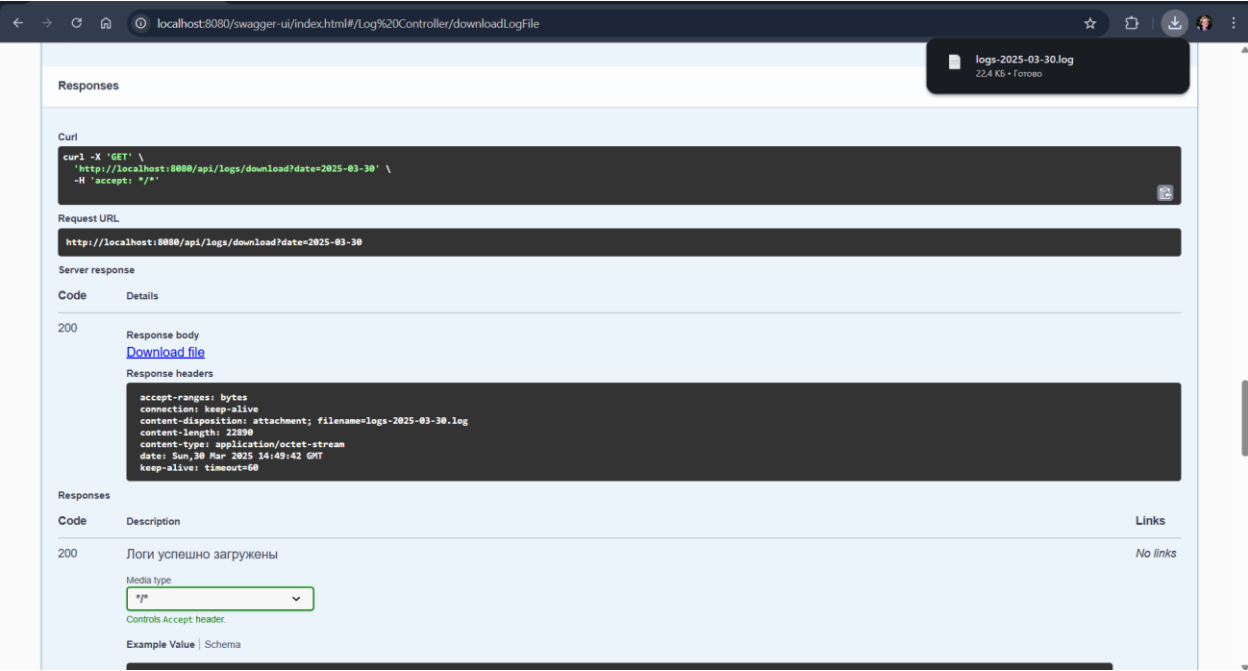 localhost:8080/swagger-ui/index.html#/Log%20Controller/downloadLogFile
logs-2025-03-30.log
22,4 КБ • Готово
Responses
Curl
curl -X 'GET' \
'http://localhost:8080/api/logs/download?date=2025-03-30' \
-H 'accept: */*'
Request URL
http://localhost:8080/api/logs/download?date=2025-03-30
Server response
Code Details
200
Response body
Download file
Response headers
accept-ranges: bytes
connection: keep-alive
content-disposition: attachment; filename=logs-2025-03-30.log
content-length: 22890
content-type: application/octet-stream
date: Sun,30 Mar 2025 14:49:42 GMT
keep-alive: timeout=60
Responses
Code Description Links
200 Логи успешно загружены No links
Media type
*/*
Controls Accept header.
Example Value Schema